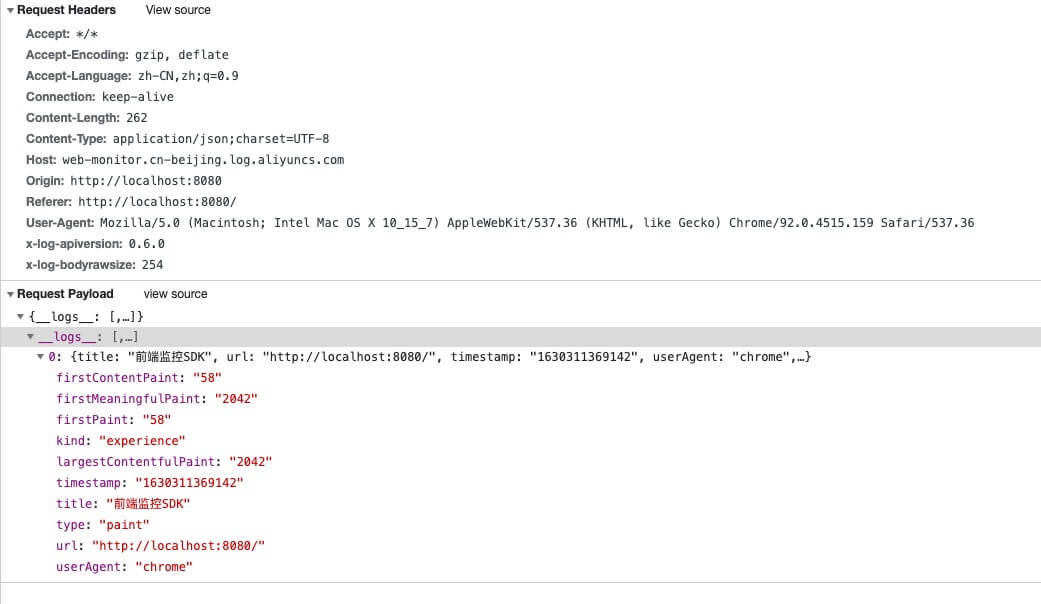 Request Headers View source
Accept: */*
Accept-Encoding: gzip, deflate
Accept-Language: zh-CN,zh;q=0.9
Connection: keep-alive
Content-Length: 262
Content-Type: application/json;charset=UTF-8
Host: web-monitor.cn-beijing.log.aliyuncs.com
Origin: http://localhost:8080
Referer: http://localhost:8080/
User-Agent: Mozilla/5.0 (Macintosh; Intel Mac OS X 10_15_7) AppleWebKit/537.36 (KHTML, like Gecko) Chrome/92.0.4515.159 Safari/537.36
x-log-apiversion: 0.6.0
x-log-bodyrawsize: 254
Request Payload view source
{__logs__: [,…]}
__logs__: [,…]
0: {title: "前端监控SDK", url: "http://localhost:8080/", timestamp: "1630311369142", userAgent: "chrome",…}
firstContentPaint: "58"
firstMeaningfulPaint: "2042"
firstPaint: "58"
kind: "experience"
largestContentfulPaint: "2042"
timestamp: "1630311369142"
title: "前端监控SDK"
type: "paint"
url: "http://localhost:8080/"
userAgent: "chrome"